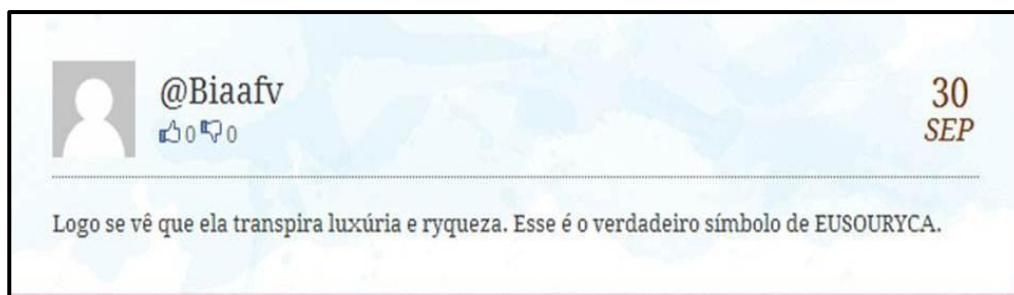 @Biaafv
30
0 0
SEP
Logo se vê que ela transpira luxúria e ryqueza. Esse é o verdadeiro símbolo de EUSOURYCA.